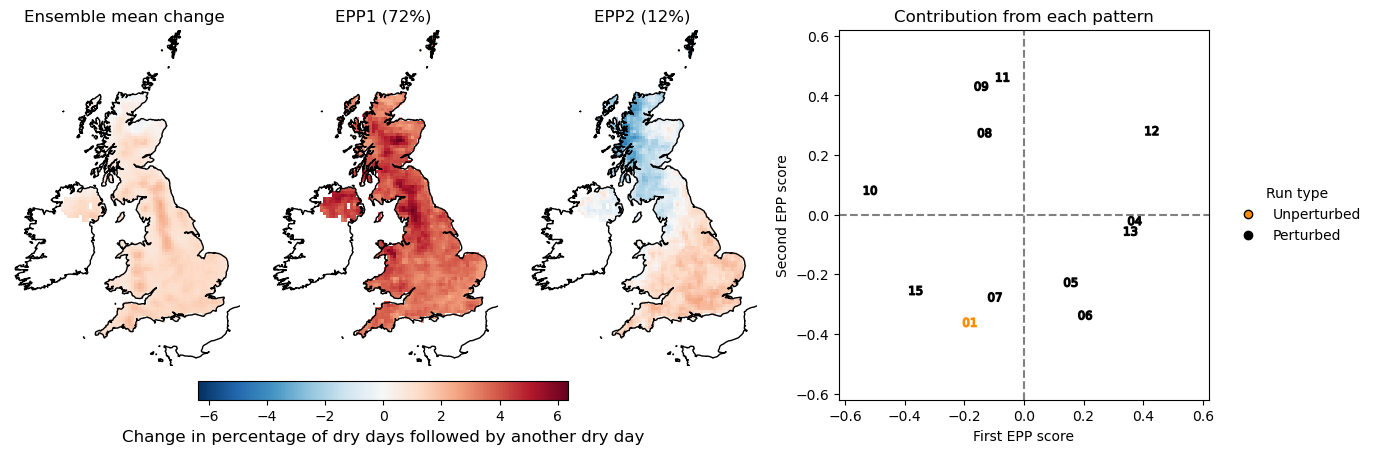 Ensemble mean change
EPP1 (72%)
EPP2 (12%)
−6 −4 −2 0 2 4 6
Change in percentage of dry days followed by another dry day
Contribution from each pattern
Second EPP score
0.6
0.4
0.2
0.0
−0.2
−0.4
−0.6
11
09
08
12
10
04
13
05
15
07
06
01
−0.6 −0.4 −0.2 0.0 0.2 0.4 0.6
First EPP score
Run type
Unperturbed
Perturbed